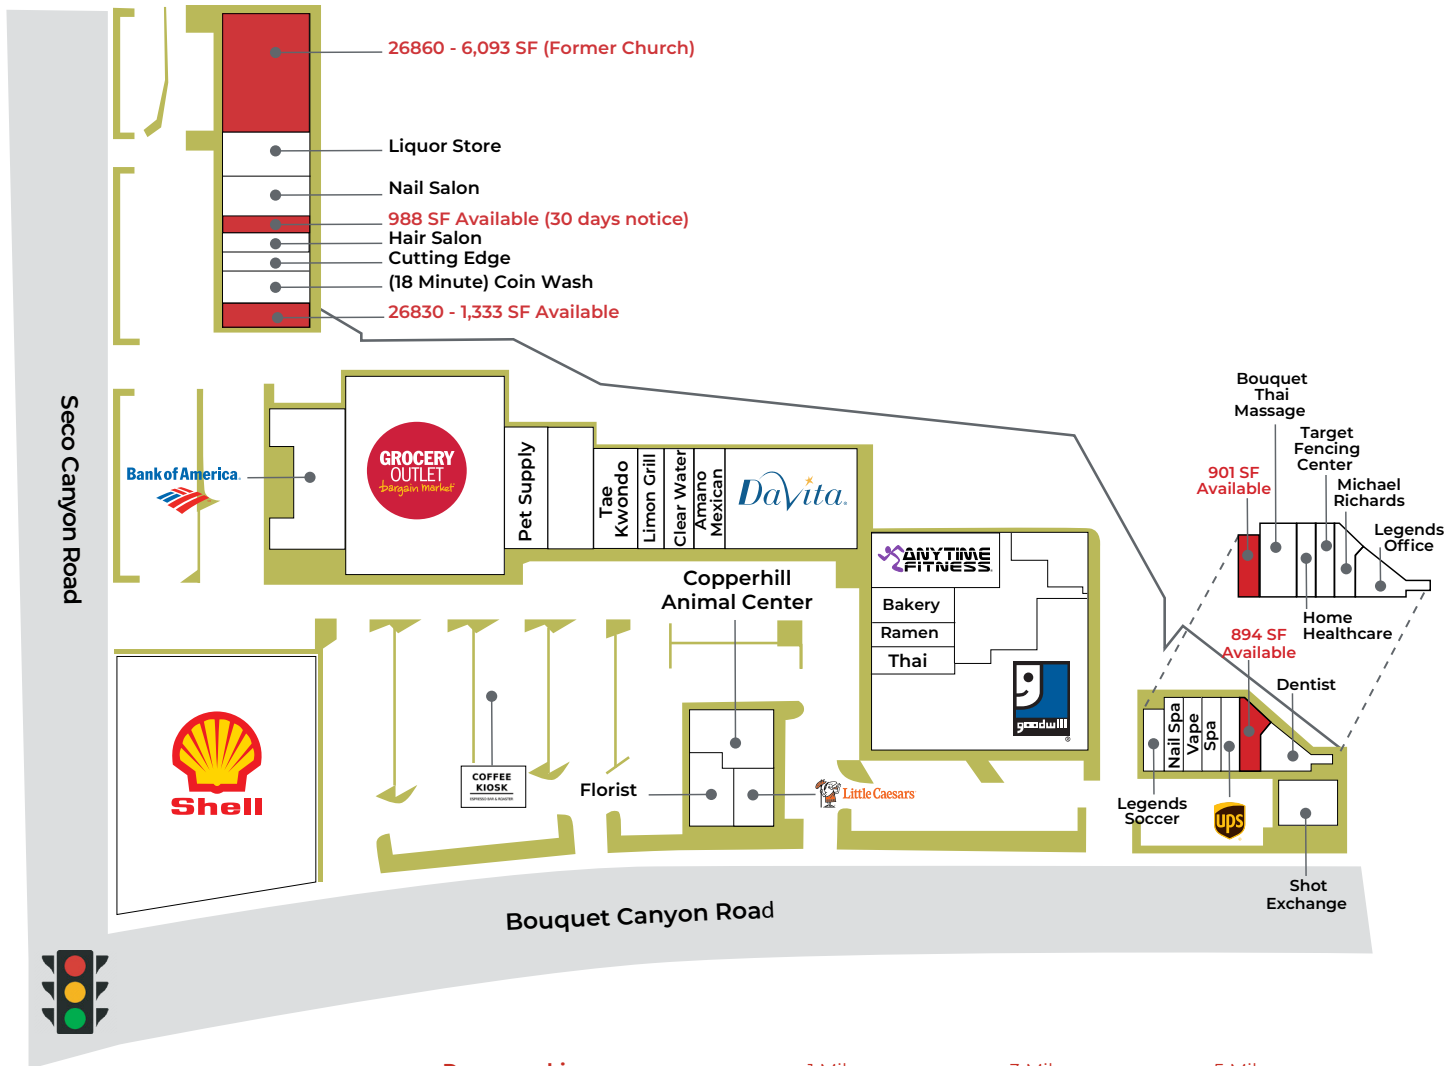 26860 - 6,093 SF (Former Church)
Liquor Store
Nail Salon
988 SF Available (30 days notice)
Hair Salon
Cutting Edge
(18 Minute) Coin Wash
26830 - 1,333 SF Available
Seco Canyon Road
Bank of America
GROCERY
OUTLET
bargain market
Pet Supply
Tae
Kwondo
Limon Grill
Clear Water
Amano
Mexican
DaVita
Bouquet
Thai
Massage
Target
Fencing
Center
901 SF
Available
Michael
Richards
Legends
Office
Home
Healthcare
894 SF
Available
Dentist
ANYTIME
FITNESS
Bakery
Ramen
Thai
goodwill
Copperhill
Animal Center
Nail Spa
Vape
Spa
Legends
Soccer
ups
Shot
Exchange
Shell
COFFEE
KIOSK
ESPRESSO BAR & ROASTER
Florist
Little Caesars
Bouquet Canyon Road